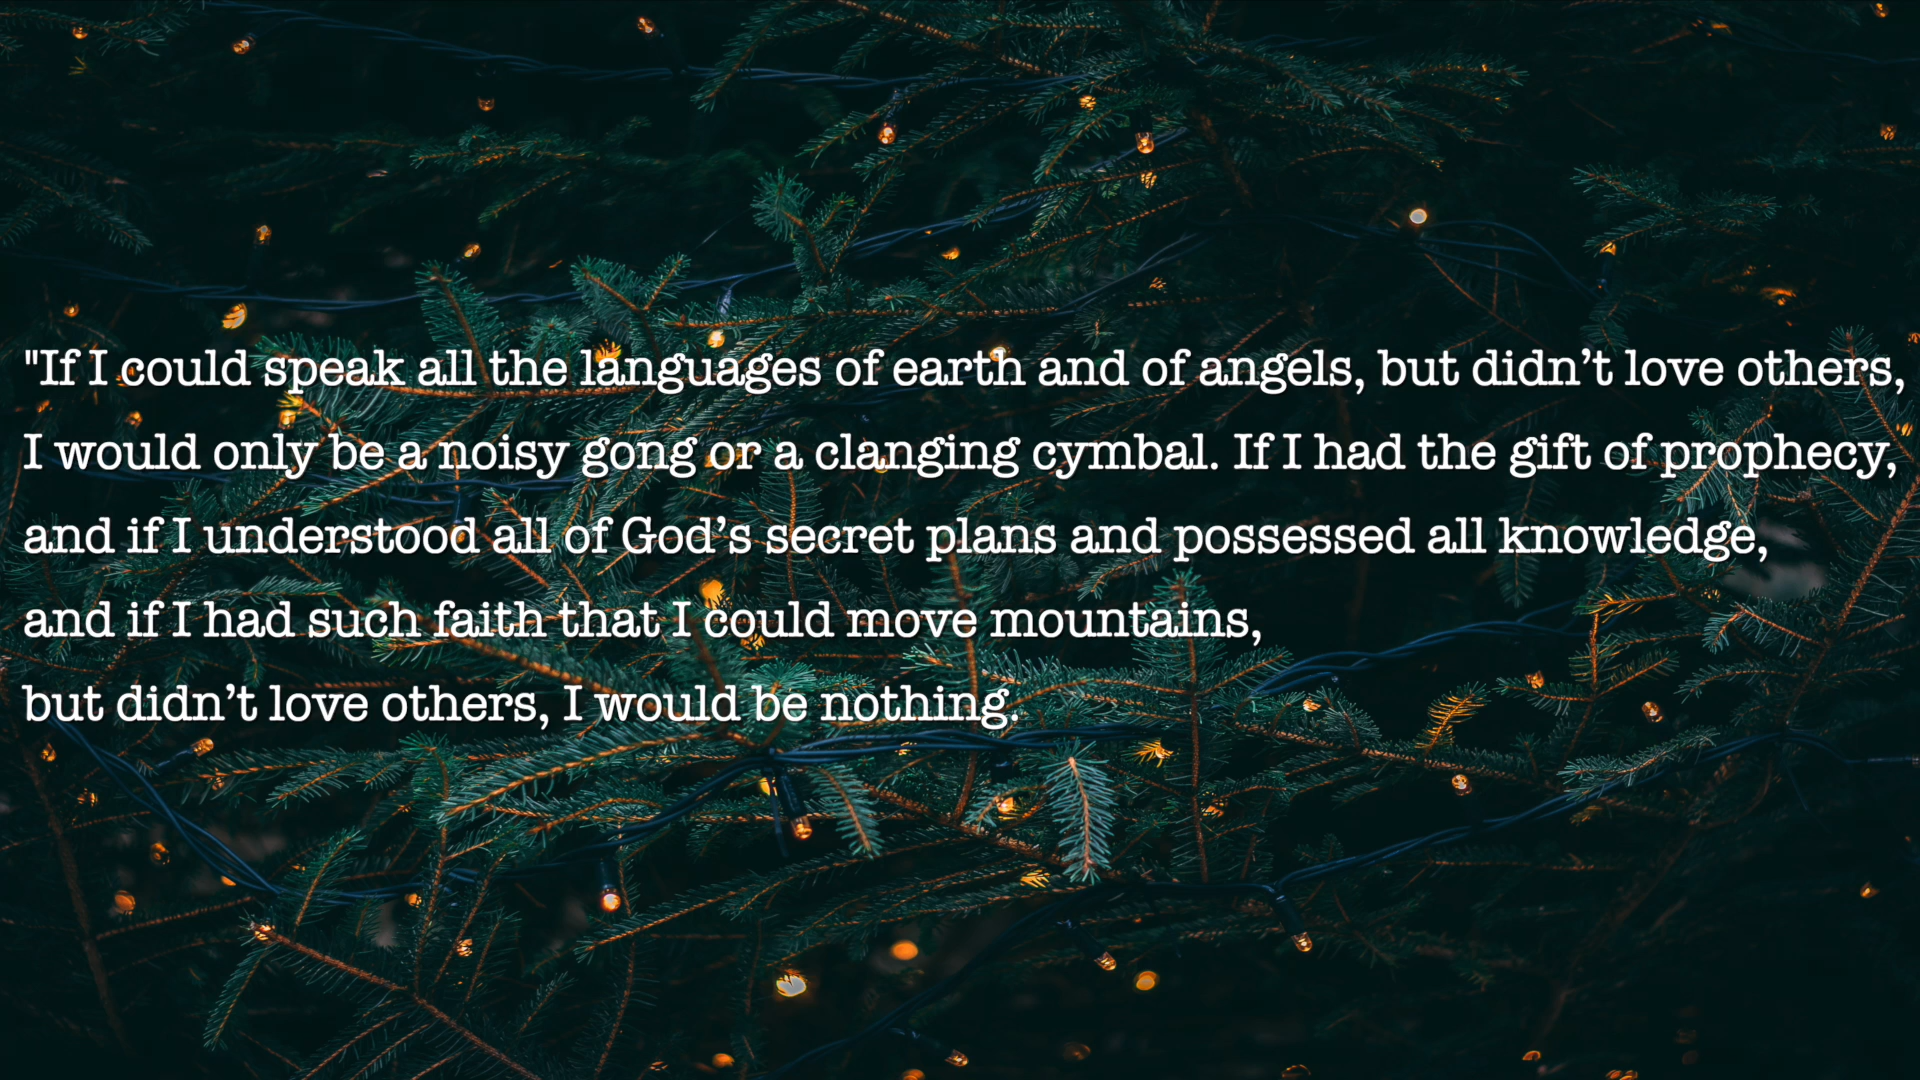 "If I could speak all the languages of earth and of angels, but didn’t love others,
I would only be a noisy gong or a clanging cymbal. If I had the gift of prophecy,
and if I understood all of God’s secret plans and possessed all knowledge,
and if I had such faith that I could move mountains,
but didn’t love others, I would be nothing.